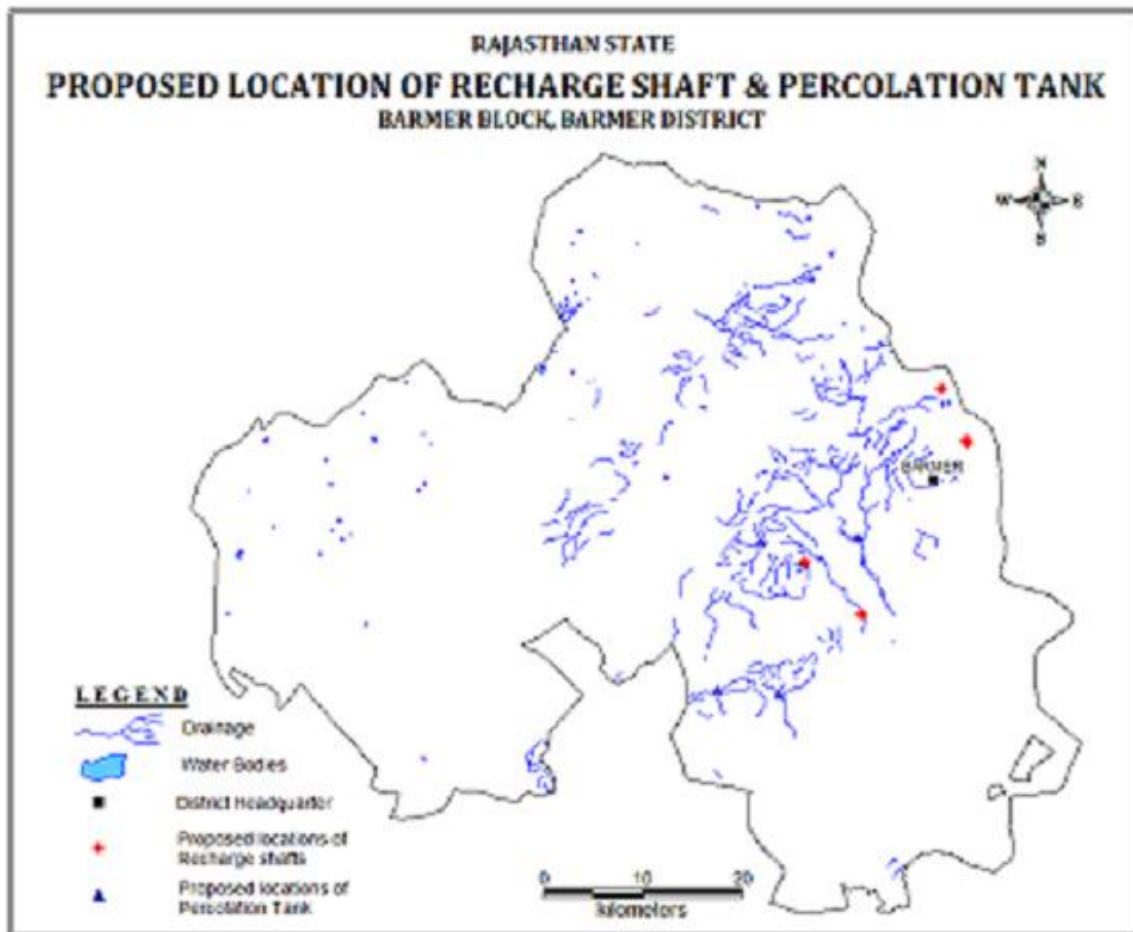 RAJASTHAN STATE
PROPOSED LOCATION OF RECHARGE SHAFT & PERCOLATION TANK
BARMER BLOCK, BARMER DISTRICT
N
W E
S
BARMER
LEGEND
Drainage
Water Bodies
District Headquarter
Proposed locations of
Recharge shafts
Proposed locations of
Percolation Tank
0 10 20
kilometers